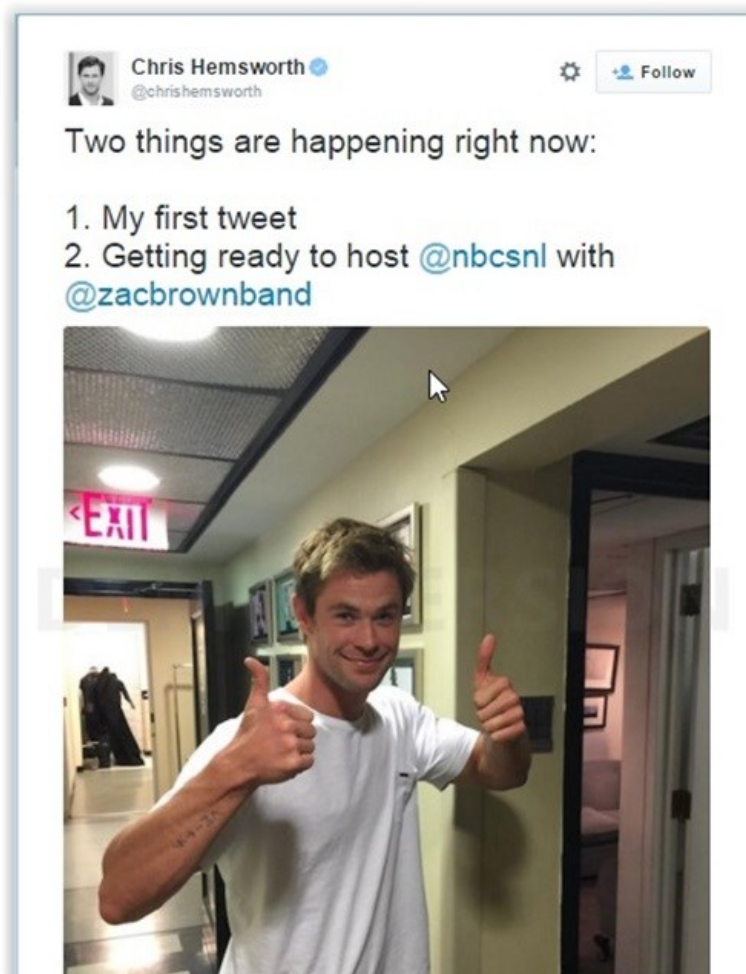 Chris Hemsworth
@chrishemsworth
Follow
Two things are happening right now:
1. My first tweet
2. Getting ready to host @nbcsnl with
@zacbrownband
<EXIT